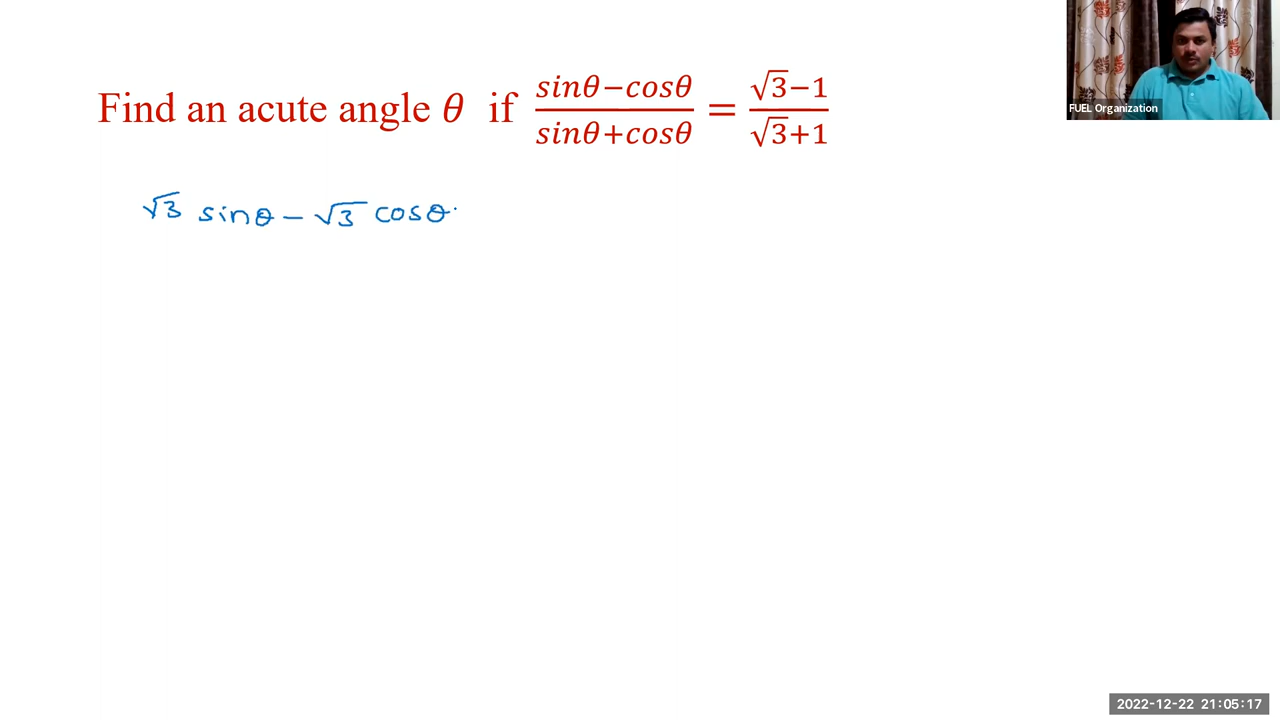 Find an acute angle θ if (sinθ−cosθ)/(sinθ+cosθ) = (√3−1)/(√3+1)
FUEL Organization
√3 sinθ − √3 cosθ
2022-12-22 21:05:17